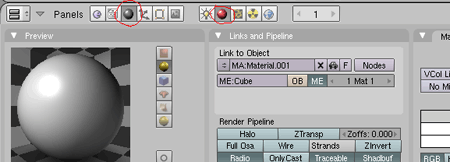 Panels 1
Preview
Links and Pipeline
Ma
Link to Object
MA:Material.001 F Nodes
VCol Li
ME:Cube OB ME 1 Mat 1
No Mi
Render Pipeline
Halo ZTransp Zoffs: 0.000
Full Osa Wire Strands ZInvert
Radio OnlyCast Traceable Shadbuf
RGB